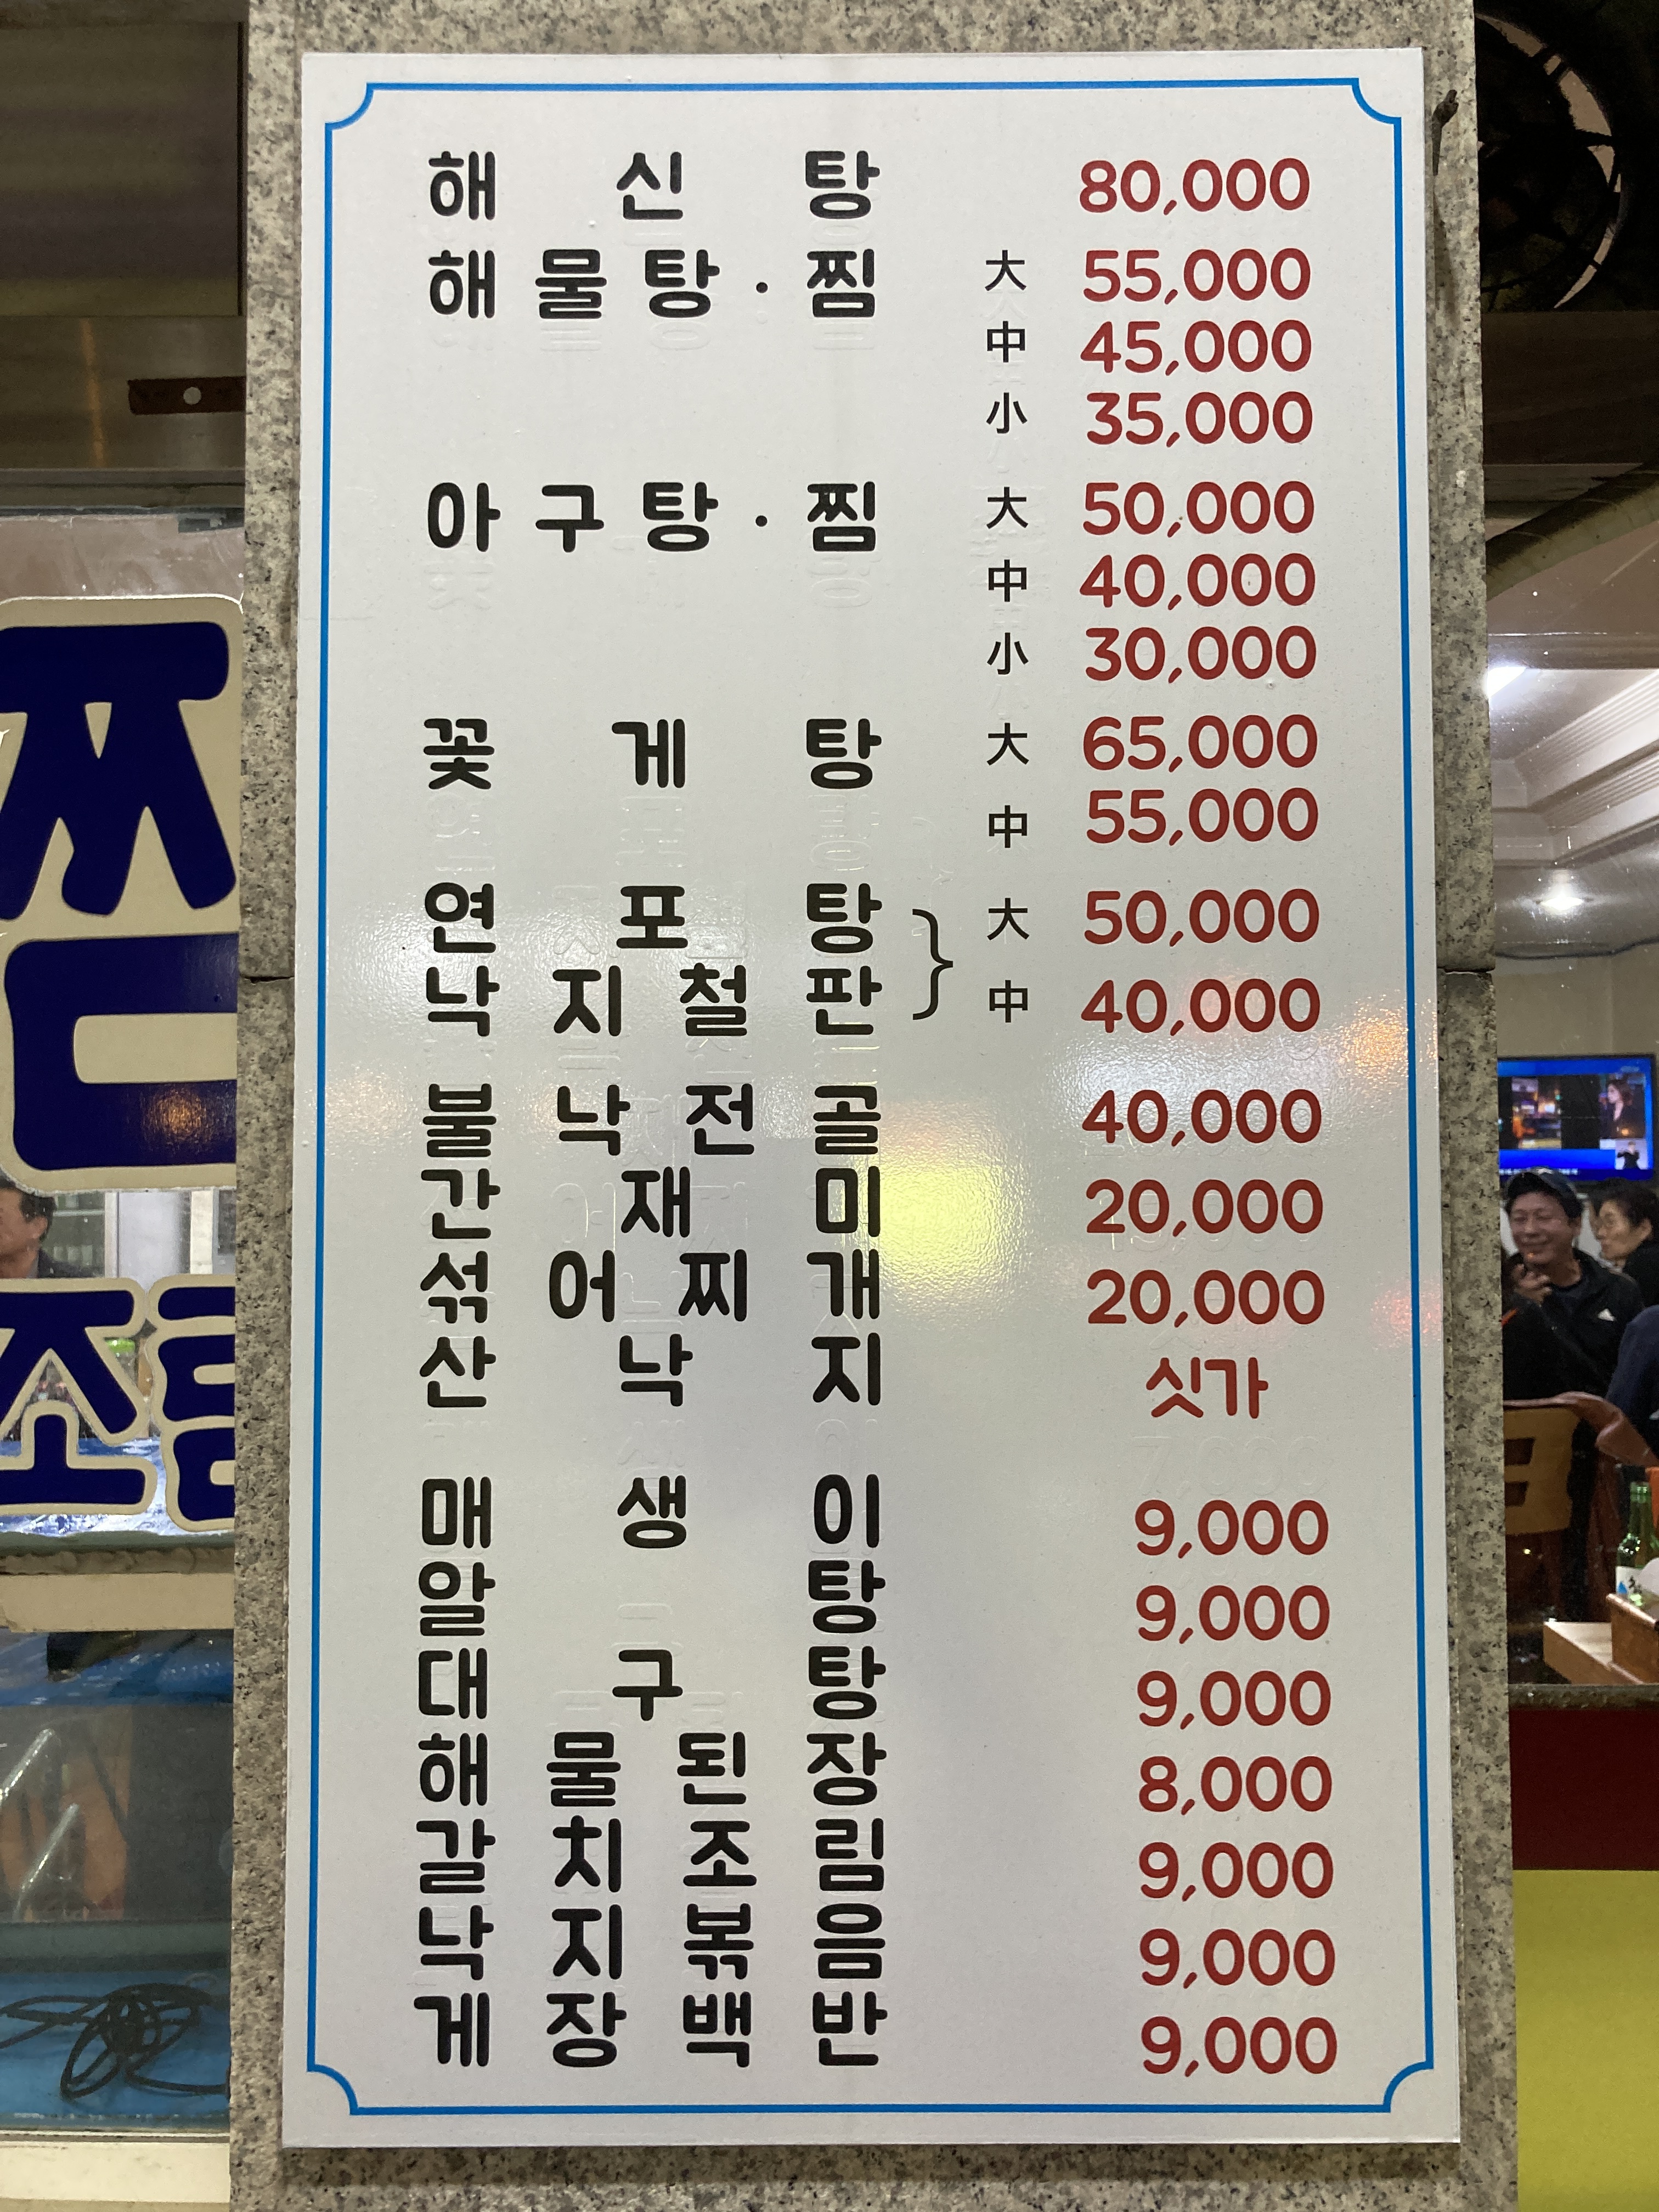 해신탕 80,000
해물탕·찜 大 55,000
中 45,000
小 35,000
아구탕·찜 大 50,000
中 40,000
小 30,000
꽃게탕 大 65,000
中 55,000
연포탕 } 大 50,000
낙지철판 中 40,000
불낙전골 40,000
간재미 20,000
섞어찌개 20,000
산낙지 싯가
매생이 9,000
알탕 9,000
대구탕 9,000
해물된장 8,000
갈치조림 9,000
낙지볶음 9,000
게장백반 9,000
찜